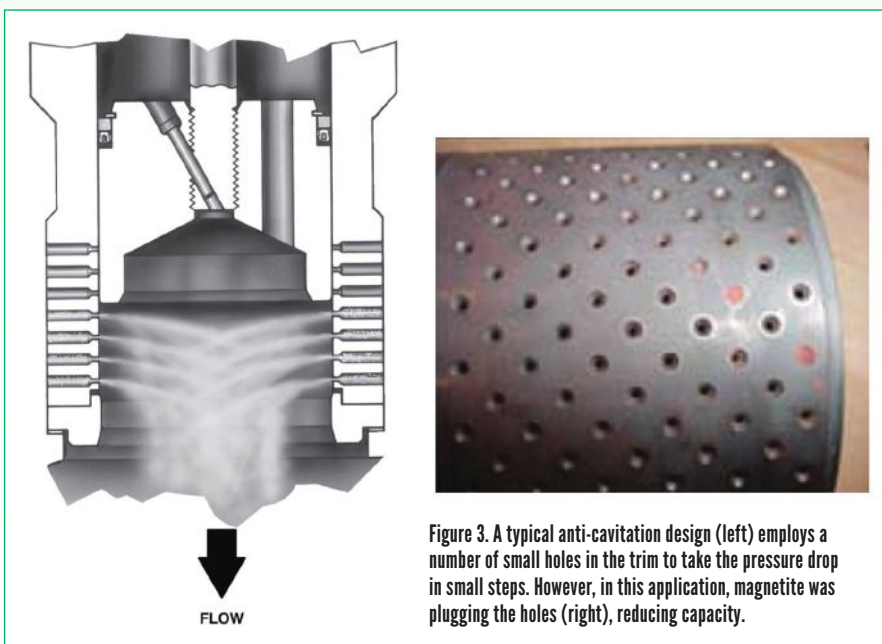 FLOW
Figure 3. A typical anti-cavitation design (left) employs a
number of small holes in the trim to take the pressure drop
in small steps. However, in this application, magnetite was
plugging the holes (right), reducing capacity.